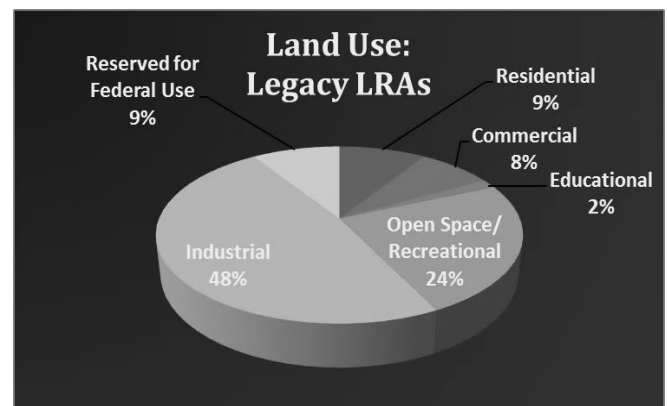 Land Use:
Legacy LRAs
Reserved for
Federal Use
9%
Residential
9%
Commercial
8%
Educational
2%
Open Space/
Recreational
24%
Industrial
48%